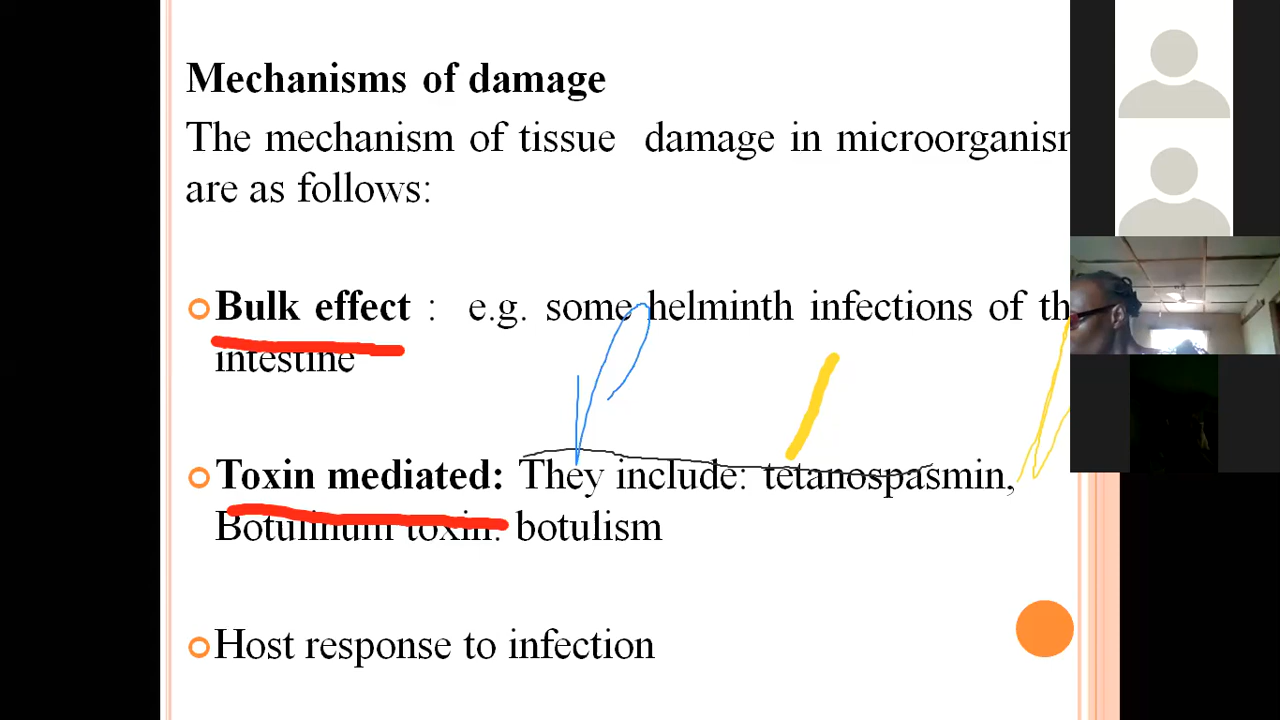 Mechanisms of damage
The mechanism of tissue damage in microorganism
are as follows:
Bulk effect : e.g. some helminth infections of th
intestine
Toxin mediated: They include: tetanospasmin,
Botulinum toxin: botulism
Host response to infection